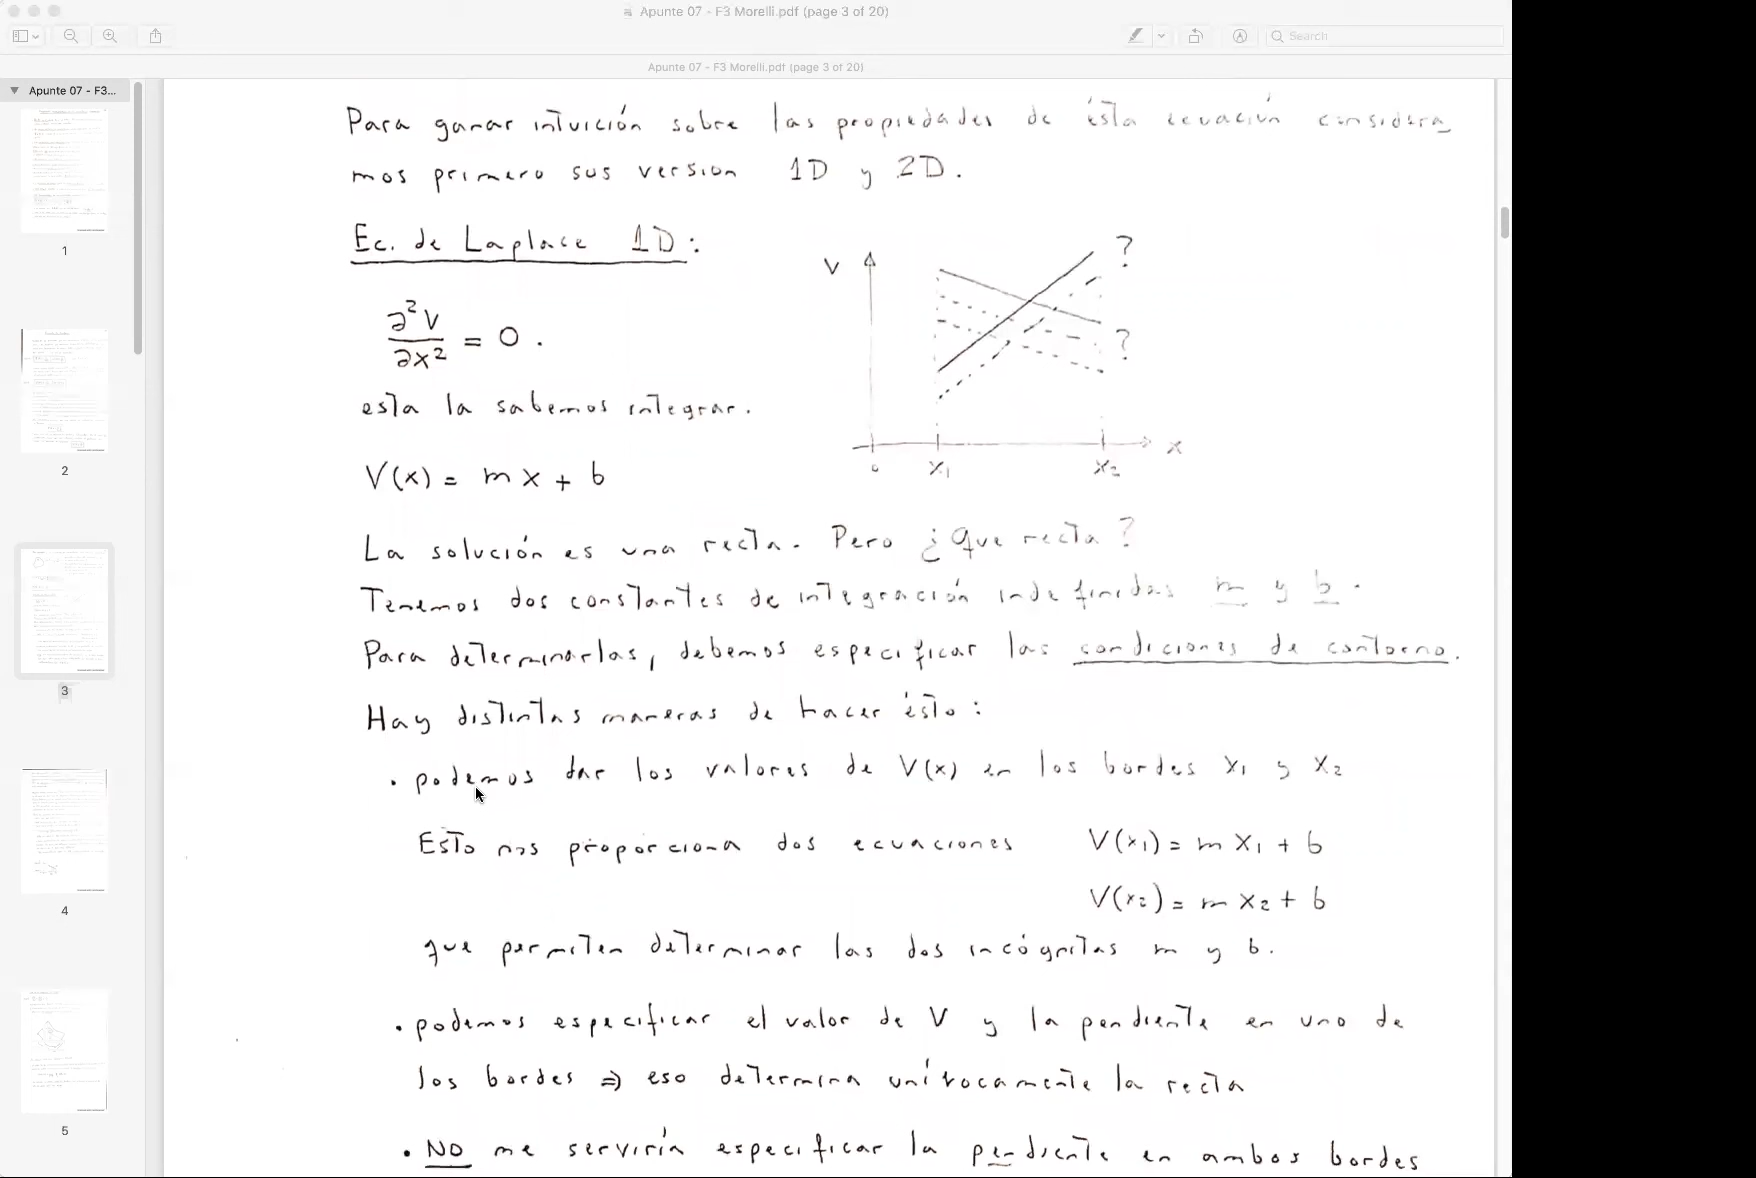 Apunte 07 - F3 Morelli.pdf (page 3 of 20)
Search
Apunte 07 - F3 Morelli.pdf (page 3 of 20)
Apunte 07 - F3...
1
2
3
4
5
Para ganar intuición sobre las propiedades de ésta ecuación considera
mos primero sus version 1D y 2D.
Ec. de Laplace 1D:
∂²V/∂x² = 0.
esta la sabemos integrar.
V(x) = mx + b
V
?
?
0 x₁ x₂ x
La solución es una recta. Pero ¿Que recta?
Tenemos dos constantes de integración indefinidas m y b.
Para determinarlas, debemos especificar las condiciones de contorno.
Hay distintas maneras de hacer ésto:
• podemos dar los valores de V(x) en los bordes x₁ y x₂
Esto nos proporciona dos ecuaciones V(x₁) = m x₁ + b
V(x₂) = m x₂ + b
que permiten determinar las dos incógnitas m y b.
• podemos especificar el valor de V y la pendiente en uno de
los bordes ⇒ eso determina unívocamente la recta
• NO me serviría especificar la pendiente en ambos bordes